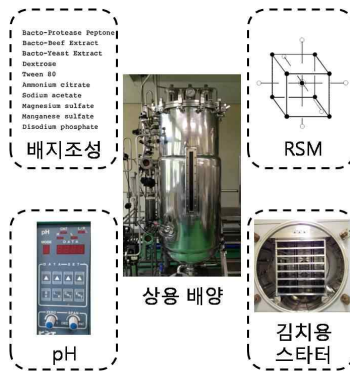 Bacto-Protease Peptone
Bacto-Beef Extract
Bacto-Yeast Extract
Dextrose
Tween 80
Ammonium citrate
Sodium acetate
Magnesium sulfate
Manganese sulfate
Disodium phosphate
배지조성
RSM
상용 배양
pH
DATA
pH
김치용
스타터